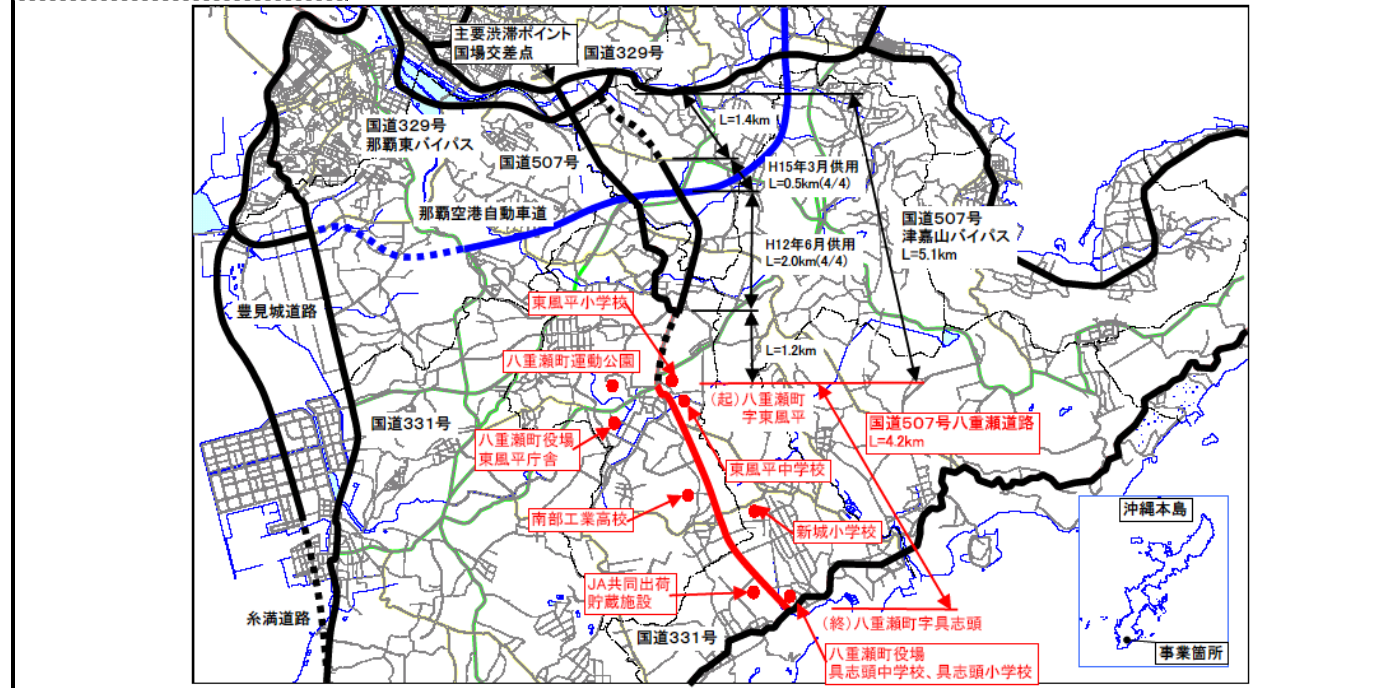 主要渋滞ポイント
国場交差点
国道329号
国道329号
那覇東バイパス
国道507号
L=1.4km
H15年3月供用
L=0.5km(4/4)
那覇空港自動車道
国道507号
津嘉山バイパス
L=5.1km
H12年6月供用
L=2.0km(4/4)
東風平小学校
豊見城道路
L=1.2km
八重瀬町運動公園
(起)八重瀬町
字東風平
国道507号八重瀬道路
L=4.2km
国道331号
八重瀬町役場
東風平庁舎
東風平中学校
南部工業高校
新城小学校
沖縄本島
JA共同出荷
貯蔵施設
糸満道路
(終)八重瀬町字具志頭
国道331号
八重瀬町役場
具志頭中学校、具志頭小学校
事業箇所